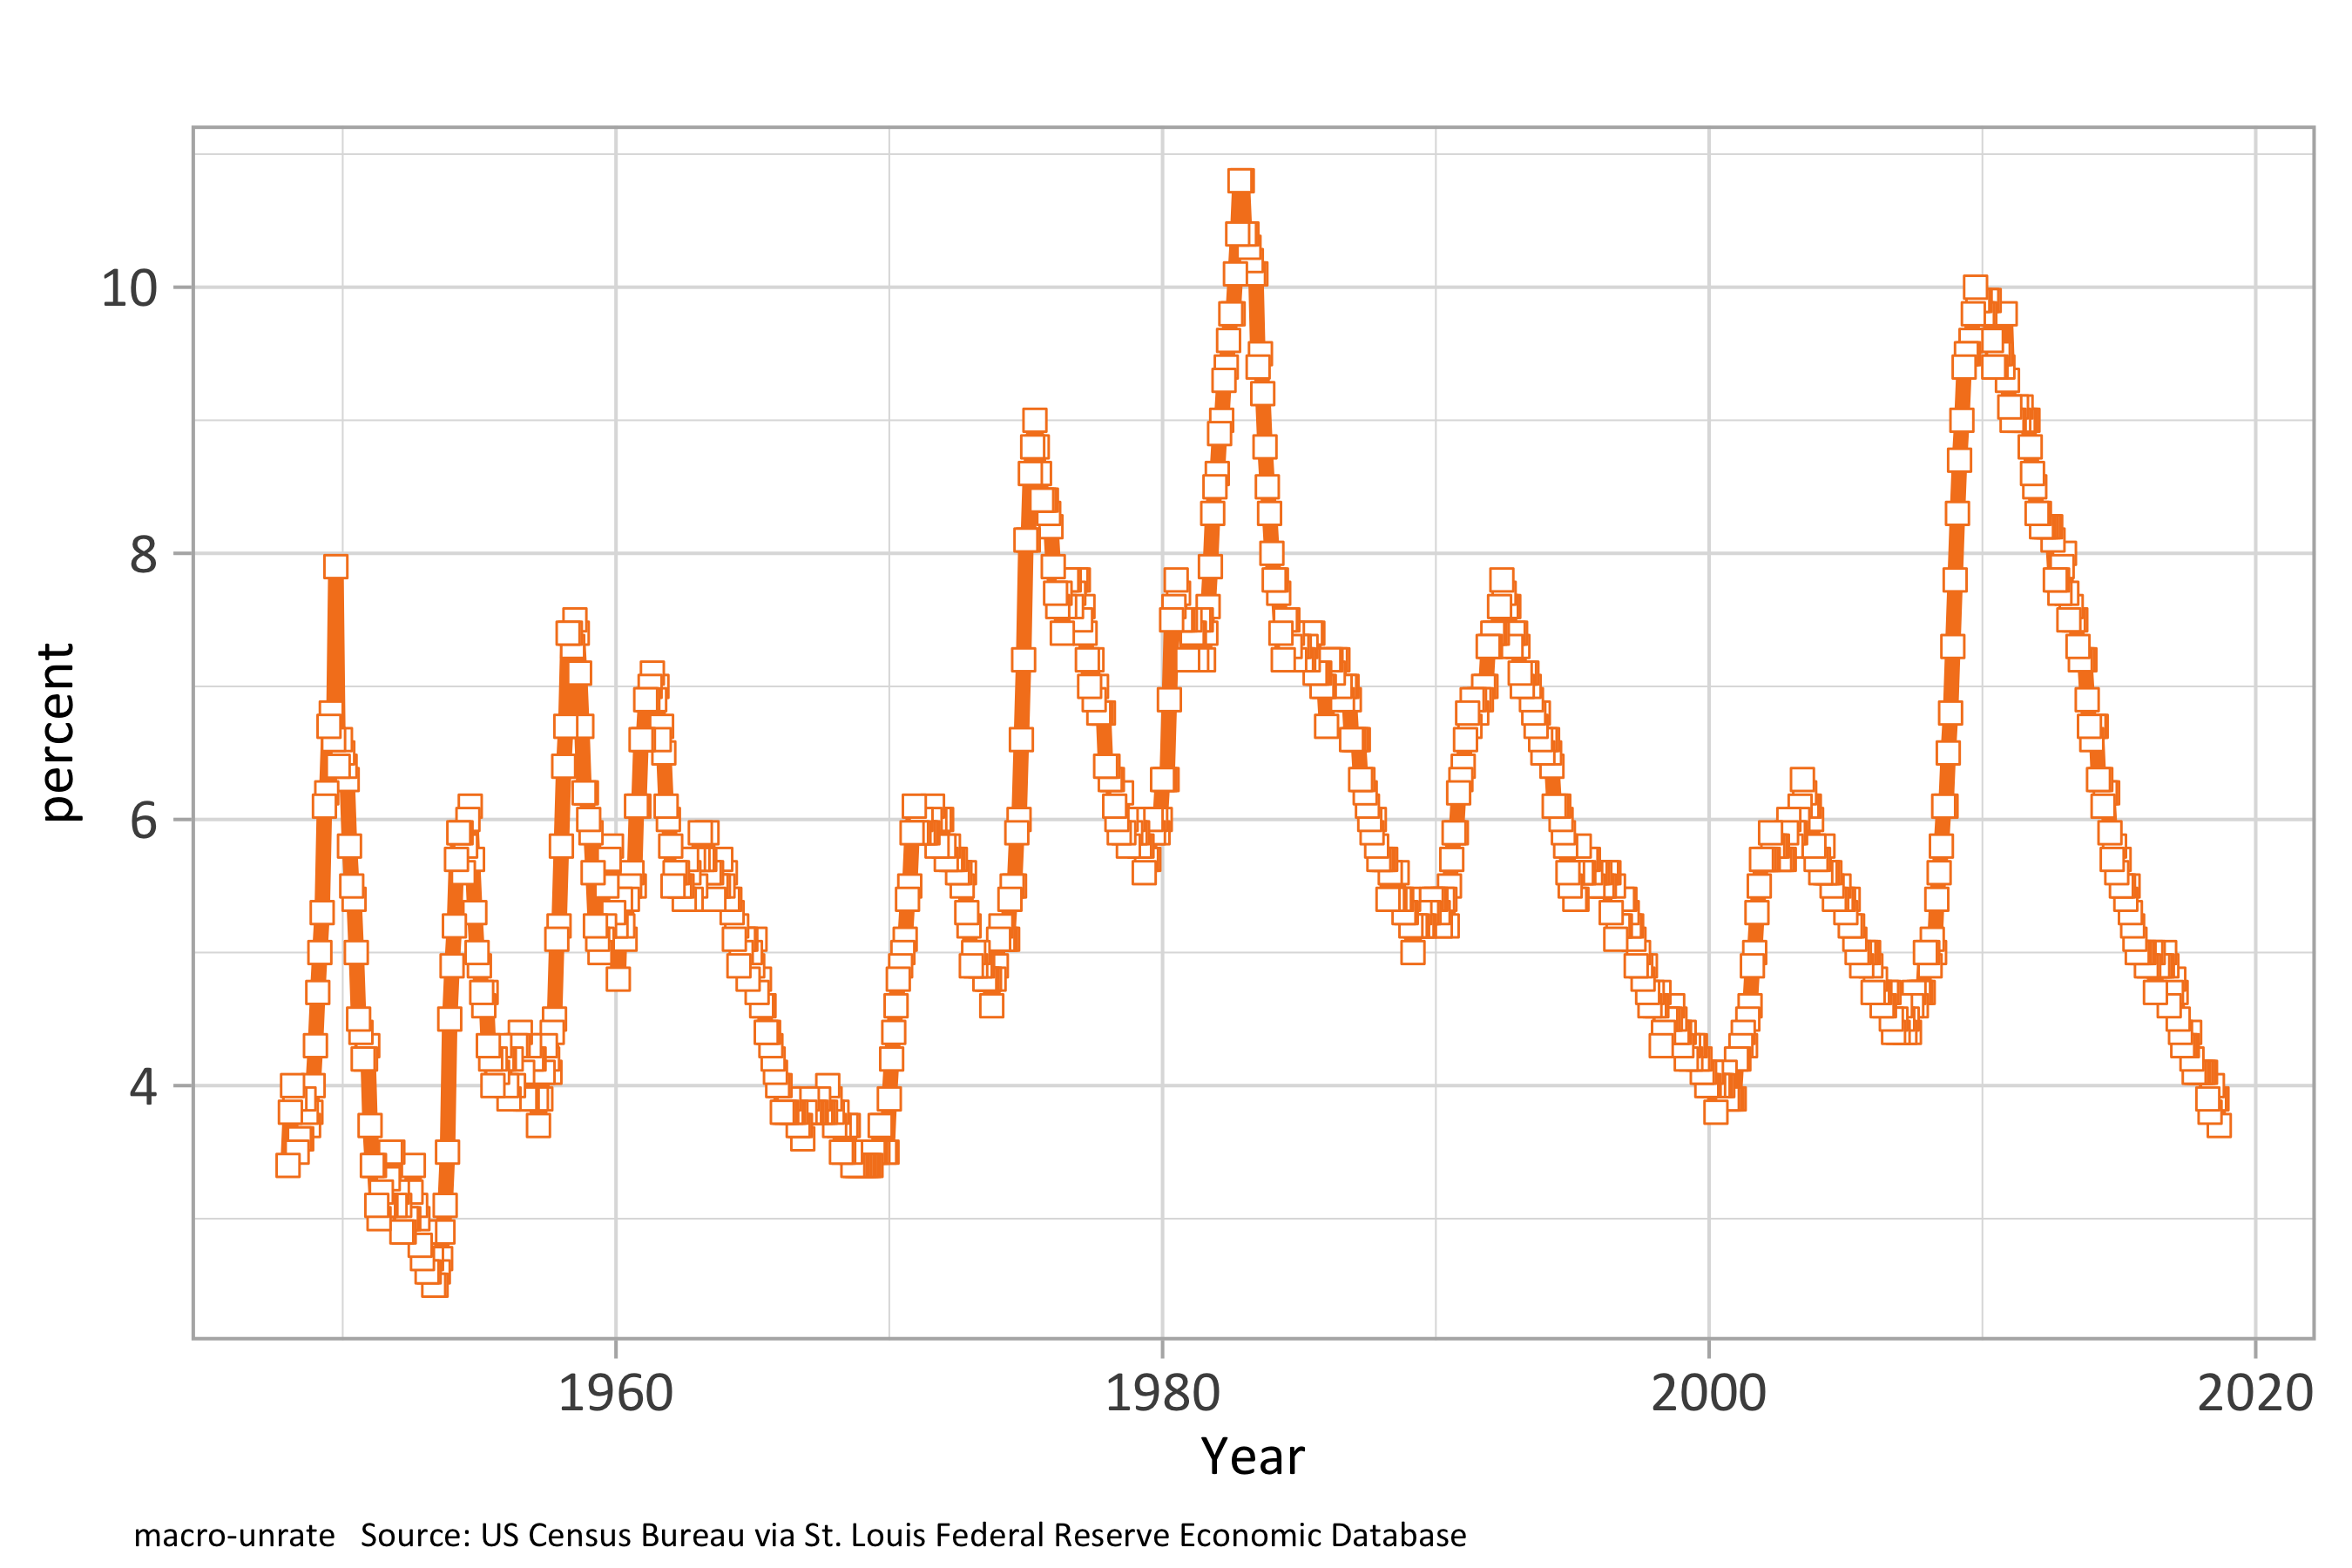 10
8
6
4
percent
1960 1980 2000 2020
Year
macro-unrate Source: US Census Bureau via St. Louis Federal Reserve Economic Database